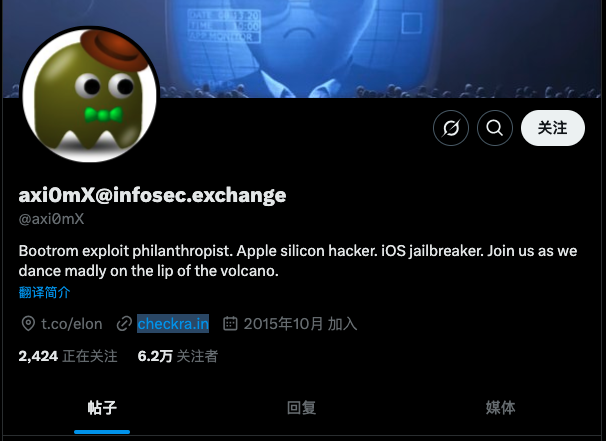 关注
axi0mX@infosec.exchange
@axi0mX
Bootrom exploit philanthropist. Apple silicon hacker. iOS jailbreaker. Join us as we
dance madly on the lip of the volcano.
翻译简介
t.co/elon checkra.in 2015年10月 加入
2,424 正在关注 6.2万 关注者
帖子 回复 媒体